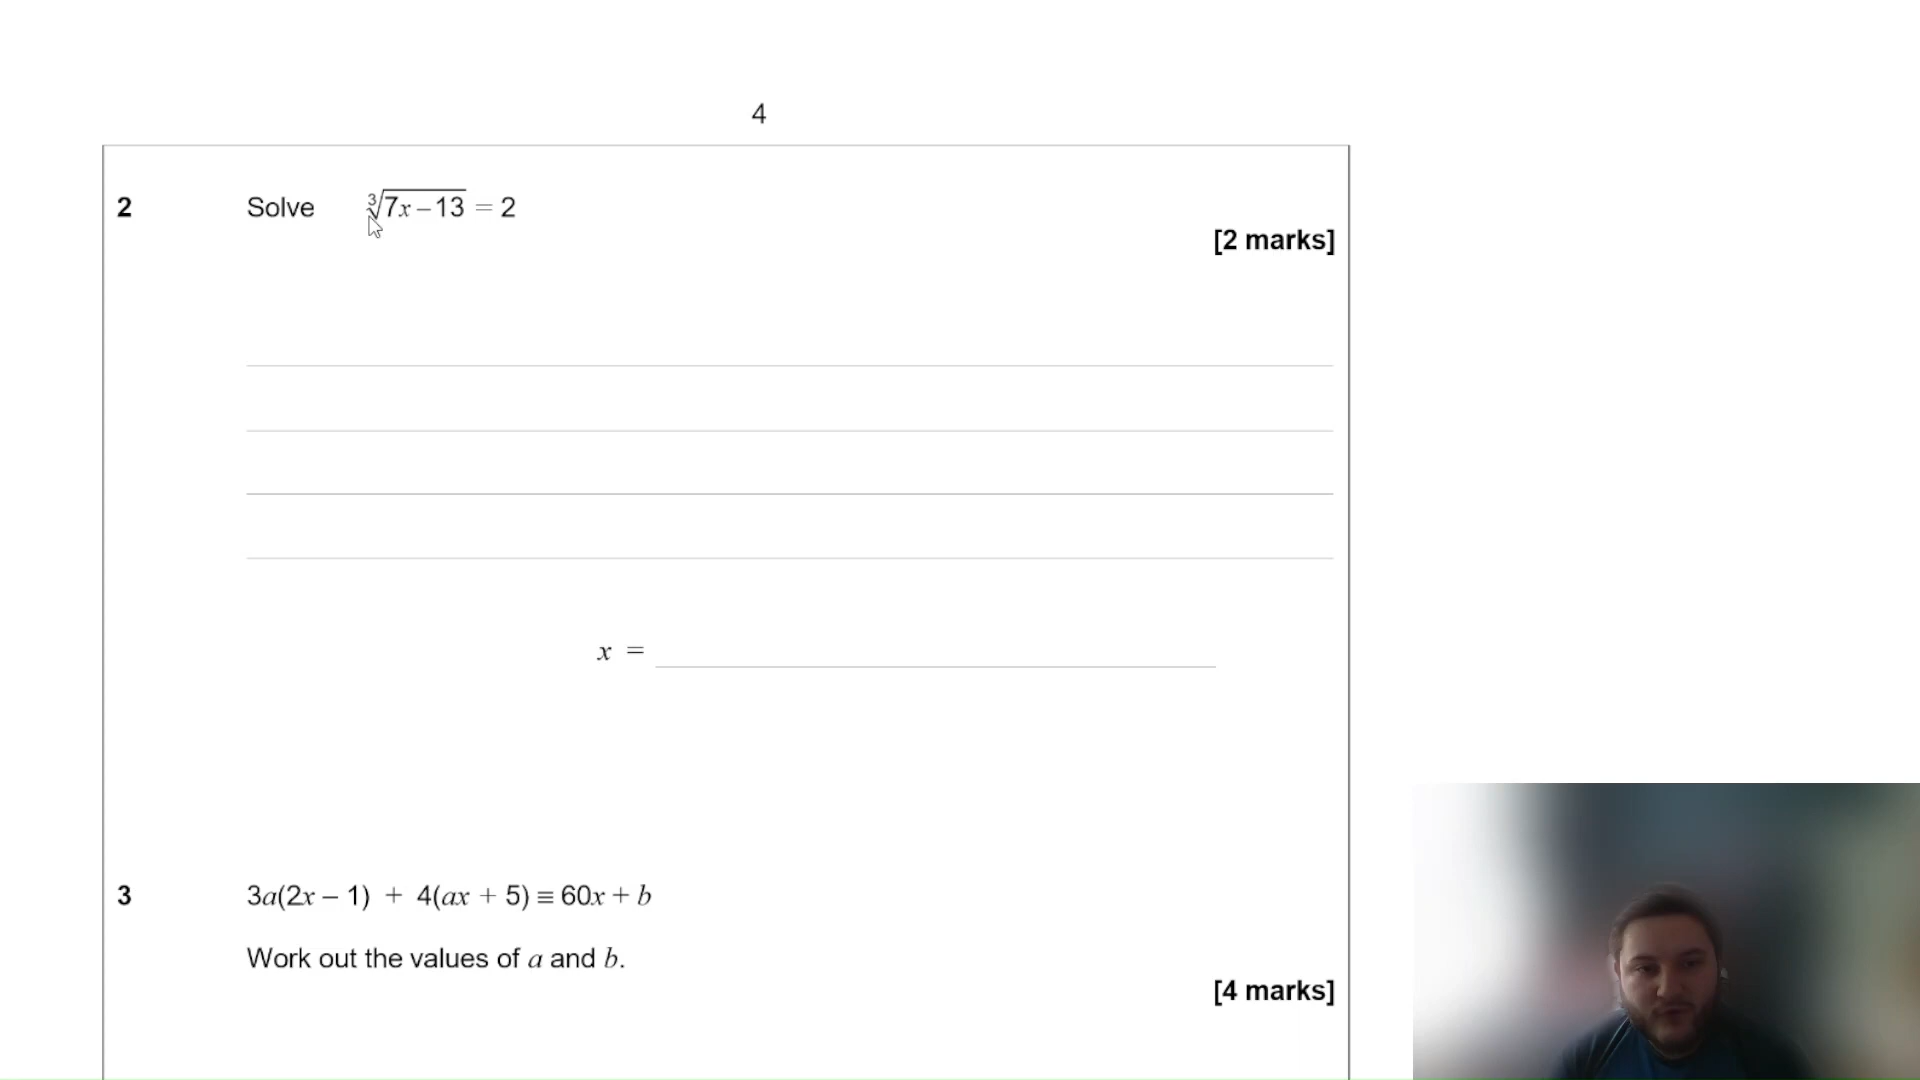 4
2 Solve ∛7x – 13 = 2
[2 marks]
x =
3 3a(2x – 1) + 4(ax + 5) ≡ 60x + b
Work out the values of a and b.
[4 marks]